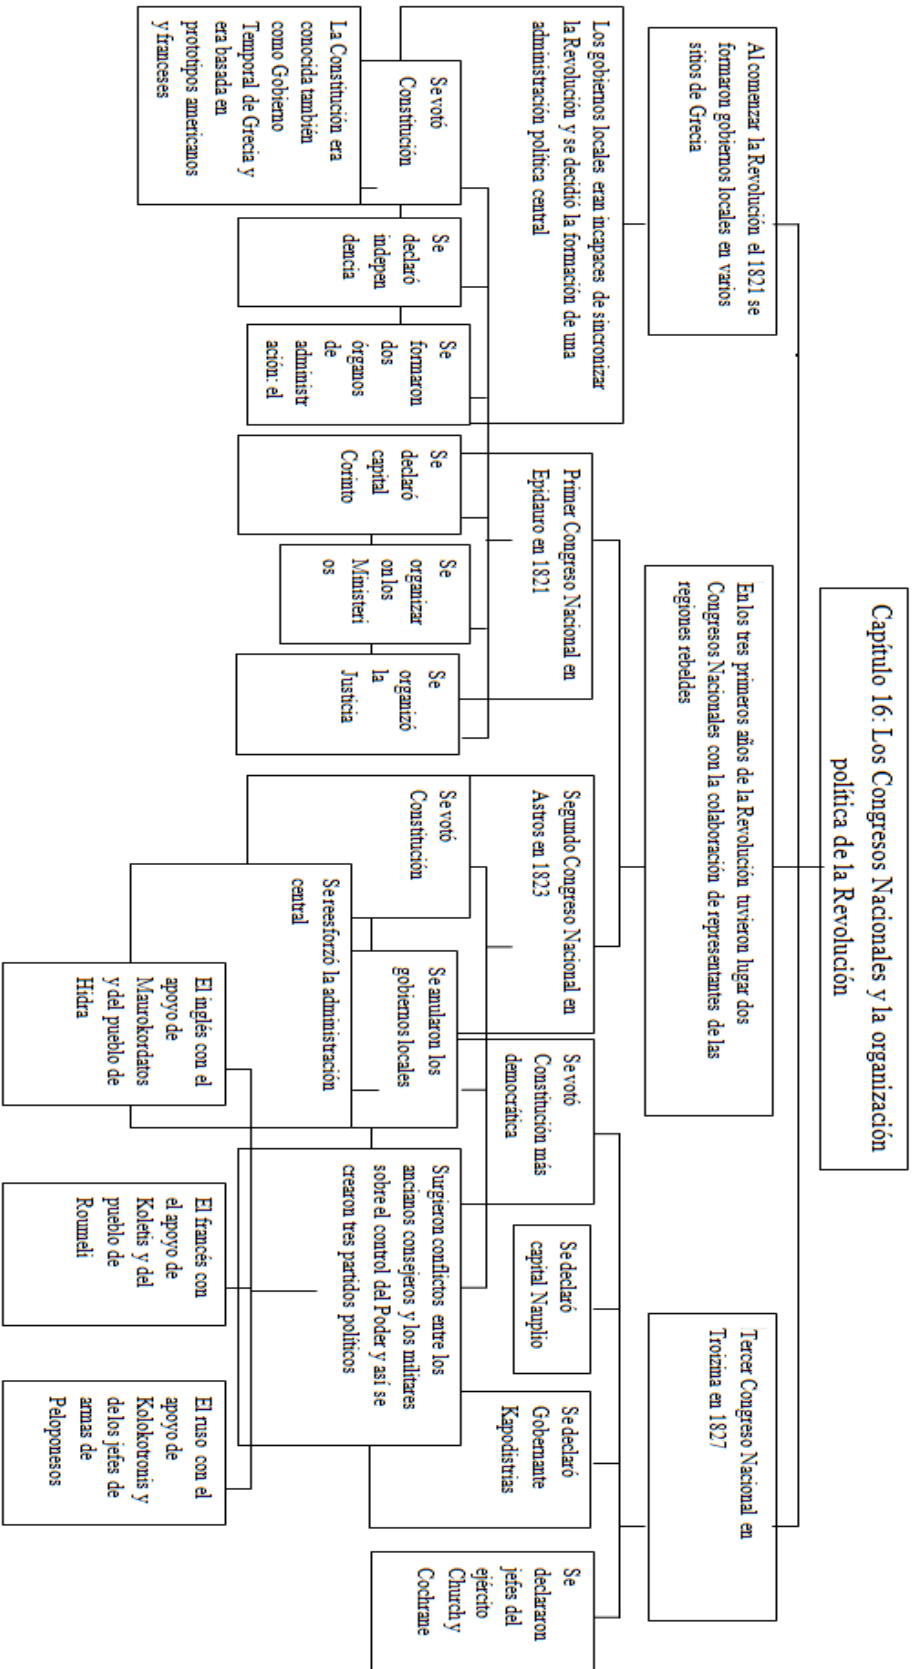 Capítulo 16: Los Congresos Nacionales y la organización
política de la Revolución
Al comenzar la Revolución el 1821 se
formaron gobiernos locales en varios
sitios de Grecia
En los tres primeros años de la Revolución tuvieron lugar dos
Congresos Nacionales con la colaboración de representantes de las
regiones rebeldes
Tercer Congreso Nacional en
Troizina en 1827
Los gobiernos locales eran incapaces de sincronizar
la Revolución y se decidió la formación de una
administración política central
Primer Congreso Nacional en
Epidauro en 1821
Segundo Congreso Nacional en
Astros en 1823
Se votó
Constitución más
democrática
Se declaró
capital Nauplio
Se declaró
Gobernante
Kapodistrias
Se
declararon
jefes del
ejército
Church y
Cochrane
Se votó
Constitución
Se
declaró
indepen
dencia
Se
formaron
dos
órganos
de
administr
ación: el
Se
declaró
capital
Corinto
Se
organizar
on los
Ministeri
os
Se
organizó
la
Justicia
Se votó
Constitución
Se anularon los
gobiernos locales
Surgieron conflictos entre los
ancianos consejeros y los militares
sobre el control del Poder y así se
crearon tres partidos políticos
La Constitución era
conocida también
como Gobierno
Temporal de Grecia y
era basada en
prototipos americanos
y franceses
Se reesforzó la administración
central
El inglés con el
apoyo de
Maurokordatos
y del pueblo de
Hidra
El francés con
el apoyo de
Koletis y del
pueblo de
Roumeli
El ruso con el
apoyo de
Kolokotronis y
de los jefes de
armas de
Peloponesos